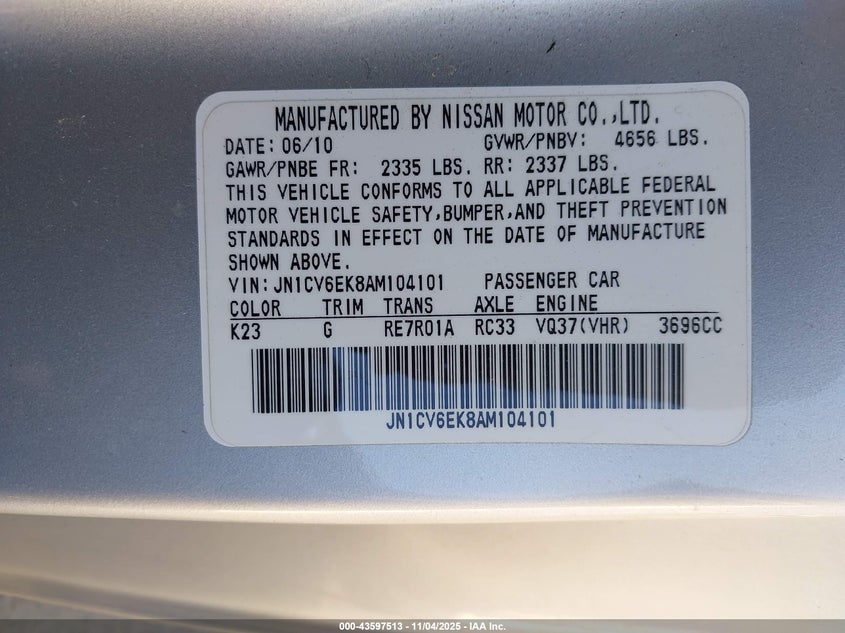 MANUFACTURED BY NISSAN MOTOR CO.,LTD.
DATE: 06/10 GVWR/PNBV: 4656 LBS.
GAWR/PNBE FR: 2335 LBS. RR: 2337 LBS.
THIS VEHICLE CONFORMS TO ALL APPLICABLE FEDERAL
MOTOR VEHICLE SAFETY,BUMPER,AND THEFT PREVENTION
STANDARDS IN EFFECT ON THE DATE OF MANUFACTURE
SHOWN ABOVE.
VIN:JN1CV6EK8AM104101 PASSENGER CAR
COLOR TRIM TRANS AXLE ENGINE
K23 G RE7R01A RC33 VQ37(VHR) 3696CC
JN1CV6EK8AM104101
000-43597513 - 11/04/2025 - IAA Inc.